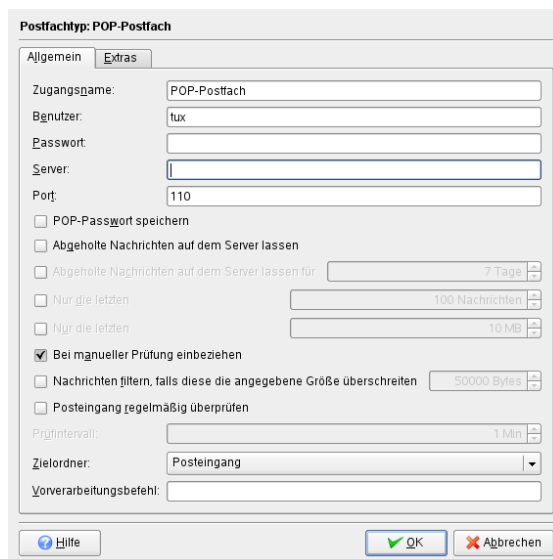 Postfachtyp: POP-Postfach
Allgemein Extras
Zugangsname: POP-Postfach
Benutzer: tux
Passwort:
Server:
Port: 110
POP-Passwort speichern
Abgeholte Nachrichten auf dem Server lassen
Abgeholte Nachrichten auf dem Server lassen für 7 Tage
Nur die letzten 100 Nachrichten
Nur die letzten 10 MB
Bei manueller Prüfung einbeziehen
Nachrichten filtern, falls diese die angegebene Größe überschreiten 50000 Bytes
Posteingang regelmäßig überprüfen
Prüfintervall: 1 Min
Zielordner: Posteingang
Vorverarbeitungsbefehl:
Hilfe OK Abbrechen